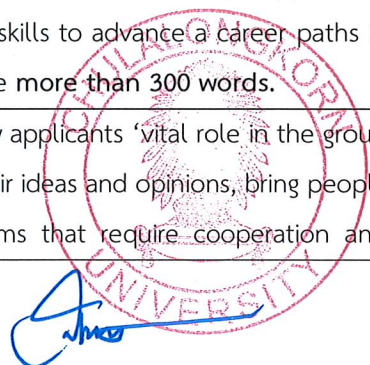 skills to advance a career paths
more than 300 words.
applicants 'vital role in the grou
ir ideas and opinions, bring peopl
ms that require cooperation an
CHULALONGKORN
UNIVERSITY